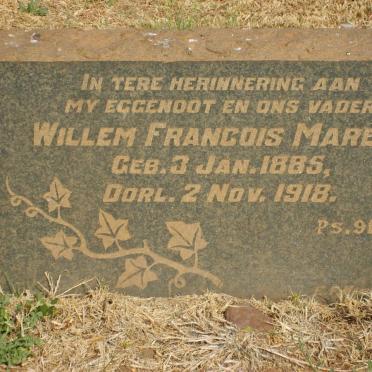 IN TERE HERINNERING AAN
MY EGGENOOT EN ONS VADER
WILLEM FRANCOIS MARE
GEB. 3 JAN. 1885,
OORL. 2 NOV. 1918.
PS. 9